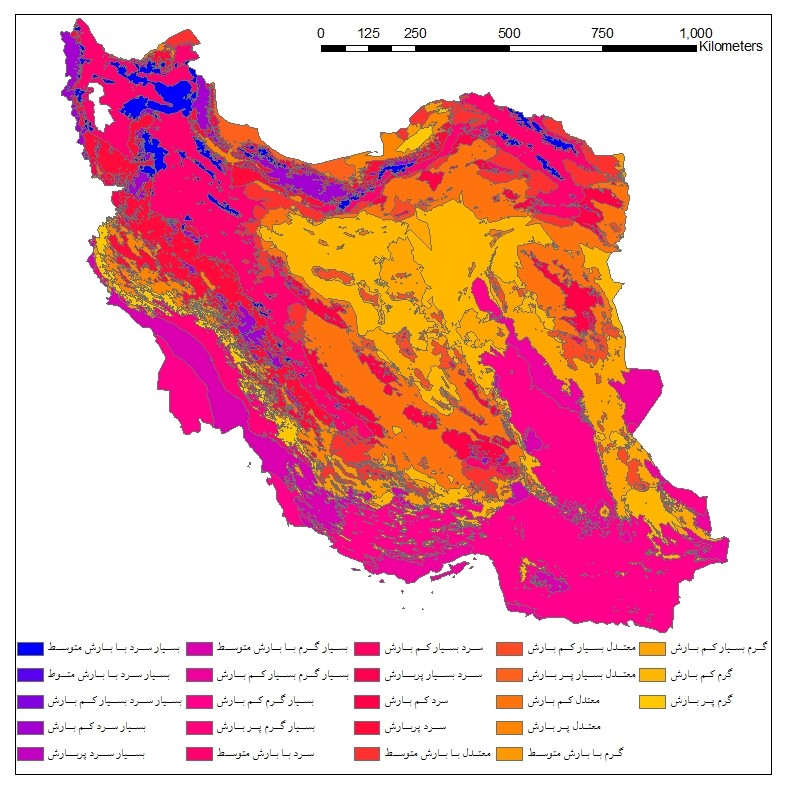 0 125 250 500 750 1,000
Kilometers
بسیار سرد با بارش متوسط
بسیار سرد با بارش متوط
بسیار سرد بسیار کم بارش
بسیار سرد کم بارش
بسیار سرد پربارش
بسیار گرم با بارش متوسط
بسیار گرم بسیار کم بارش
بسیار گرم کم بارش
بسیار گرم پر بارش
سرد با بارش متوسط
سرد بسیار کم بارش
سرد بسیار پربارش
سرد کم بارش
سرد پربارش
معتدل با بارش متوسط
معتدل بسیار کم بارش
معتدل بسیار پر بارش
معتدل کم بارش
معتدل پر بارش
گرم با بارش متوسط
گرم بسیار کم بارش
گرم کم بارش
گرم پر بارش